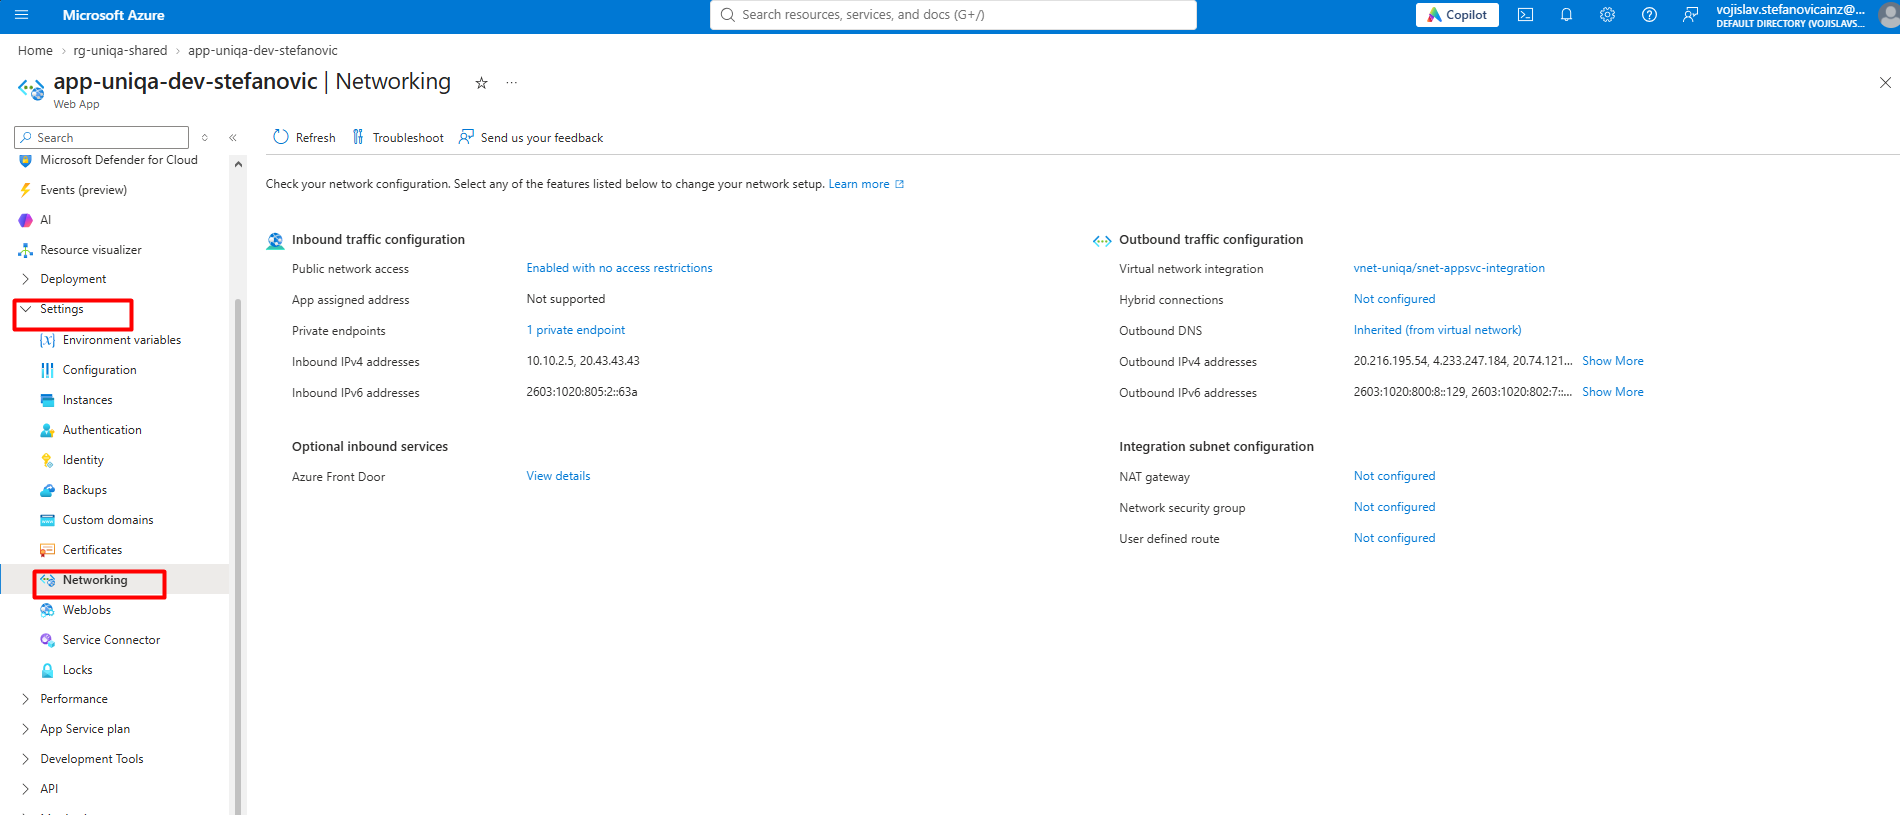 Microsoft Azure
Search resources, services, and docs (G+/)
Copilot
vojislav.stefanovicainz@...
DEFAULT DIRECTORY (VOJISLAVS...
Home > rg-uniqa-shared > app-uniqa-dev-stefanovic
app-uniqa-dev-stefanovic | Networking
Web App
Search
Refresh
Troubleshoot
Send us your feedback
Microsoft Defender for Cloud
Events (preview)
AI
Resource visualizer
Deployment
Settings
Environment variables
Configuration
Instances
Authentication
Identity
Backups
Custom domains
Certificates
Networking
WebJobs
Service Connector
Locks
Performance
App Service plan
Development Tools
API
Check your network configuration. Select any of the features listed below to change your network setup. Learn more
Inbound traffic configuration
Public network access Enabled with no access restrictions
App assigned address Not supported
Private endpoints 1 private endpoint
Inbound IPv4 addresses 10.10.2.5, 20.43.43.43
Inbound IPv6 addresses 2603:1020:805:2::63a
Optional inbound services
Azure Front Door View details
Outbound traffic configuration
Virtual network integration vnet-uniqa/snet-appsvc-integration
Hybrid connections Not configured
Outbound DNS Inherited (from virtual network)
Outbound IPv4 addresses 20.216.195.54, 4.233.247.184, 20.74.121... Show More
Outbound IPv6 addresses 2603:1020:800:8::129, 2603:1020:802:7::... Show More
Integration subnet configuration
NAT gateway Not configured
Network security group Not configured
User defined route Not configured